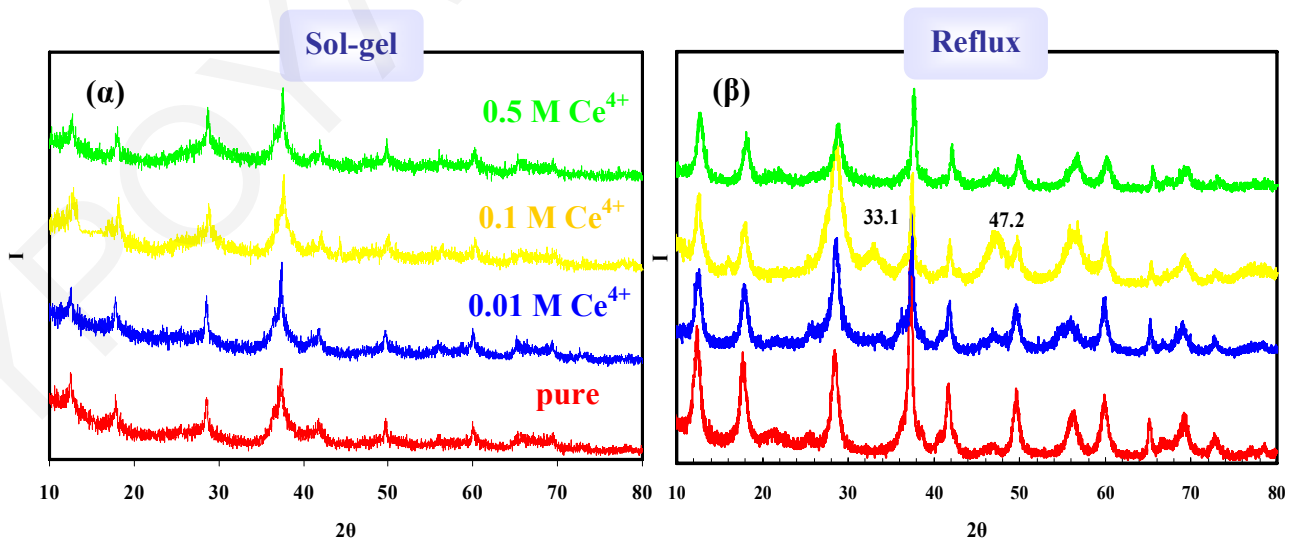 Sol-gel
Reflux
(α)
0.5 M Ce4+
0.1 M Ce4+
0.01 M Ce4+
pure
I
10 20 30 40 50 60 70 80
2θ
(β)
33.1
47.2
I
10 20 30 40 50 60 70 80
2θ